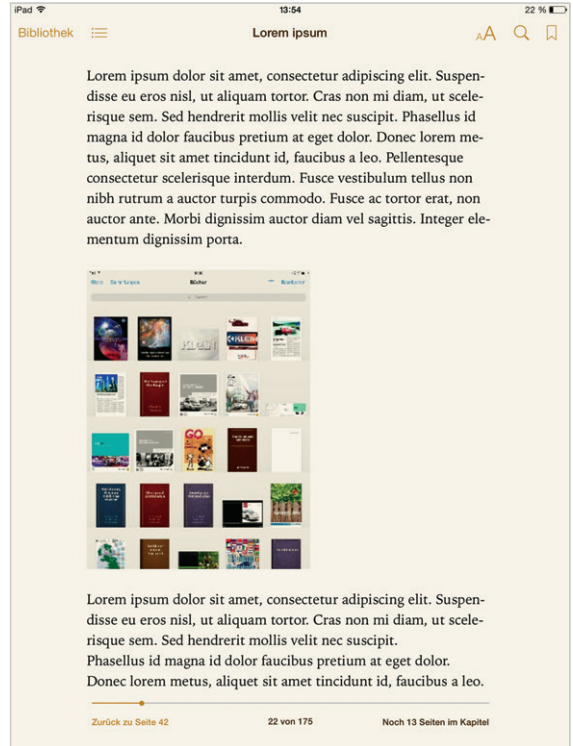 iPad
13:54
22 %
Bibliothek
Lorem ipsum
AA
Lorem ipsum dolor sit amet, consectetur adipiscing elit. Suspen-
disse eu eros nisl, ut aliquam tortor. Cras non mi diam, ut scele-
risque sem. Sed hendrerit mollis velit nec suscipit. Phasellus id
magna id dolor faucibus pretium at eget dolor. Donec lorem me-
tus, aliquet sit amet tincidunt id, faucibus a leo. Pellentesque
consectetur scelerisque interdum. Fusce vestibulum tellus non
nibh rutrum a auctor turpis commodo. Fusce ac tortor erat, non
auctor ante. Morbi dignissim auctor diam vel sagittis. Integer ele-
mentum dignissim porta.
Bücher
GO
Lorem ipsum dolor sit amet, consectetur adipiscing elit. Suspen-
disse eu eros nisl, ut aliquam tortor. Cras non mi diam, ut scele-
risque sem. Sed hendrerit mollis velit nec suscipit.
Phasellus id magna id dolor faucibus pretium at eget dolor.
Donec lorem metus, aliquet sit amet tincidunt id, faucibus a leo.
Zurück zu Seite 42
22 von 175
Noch 13 Seiten im Kapitel